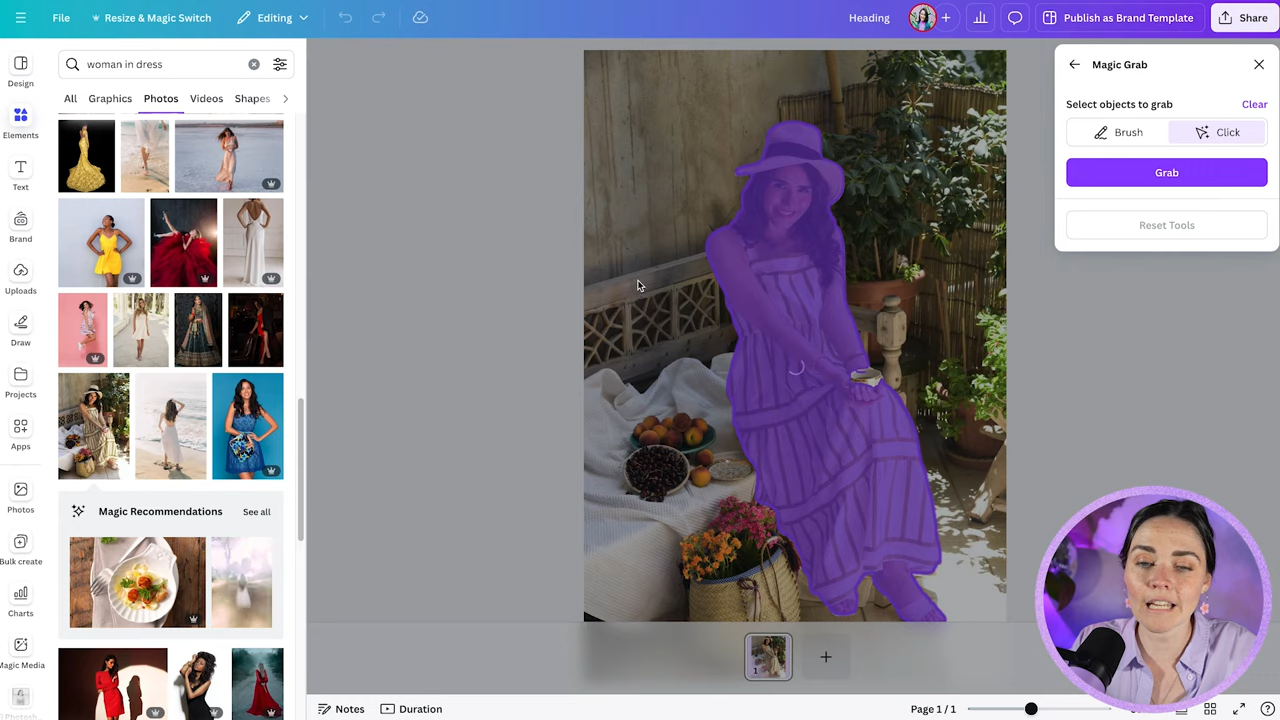 File
Resize & Magic Switch
Editing
Heading
Publish as Brand Template
Share
Design
Elements
Text
Brand
Uploads
Draw
Projects
Apps
Photos
Bulk create
Charts
Magic Media
woman in dress
All
Graphics
Photos
Videos
Shapes
Magic Recommendations
See all
Magic Grab
Select objects to grab
Clear
Brush
Click
Grab
Reset Tools
1
Notes
Duration
Page 1 / 1